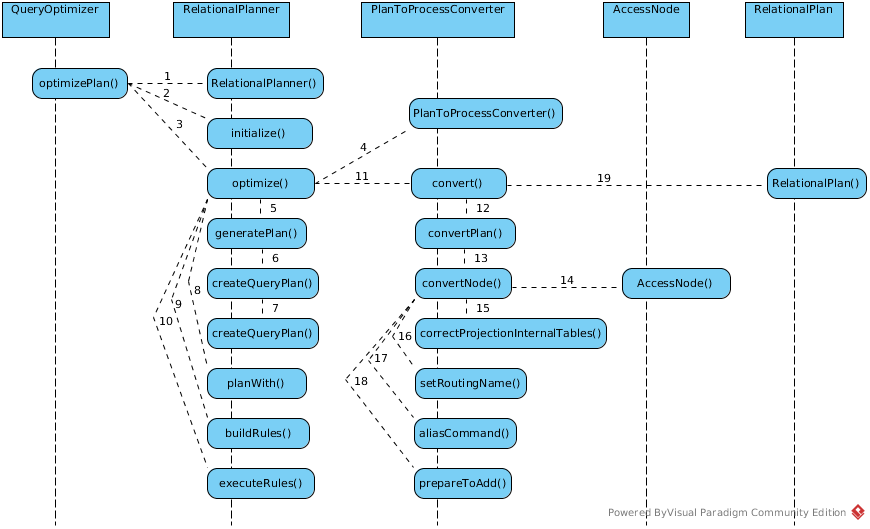 QueryOptimizer RelationalPlanner PlanToProcessConverter AccessNode RelationalPlan
optimizePlan() 1 RelationalPlanner()
2
PlanToProcessConverter()
3 initialize()
4
optimize() 11 convert() 19 RelationalPlan()
5 12
generatePlan() convertPlan()
6 13
createQueryPlan() convertNode() 14 AccessNode()
8
9 7 15
10
createQueryPlan() correctProjectionInternalTables()
16
17
planWith() 18 setRoutingName()
buildRules() aliasCommand()
executeRules() prepareToAdd()
Powered ByVisual Paradigm Community Edition